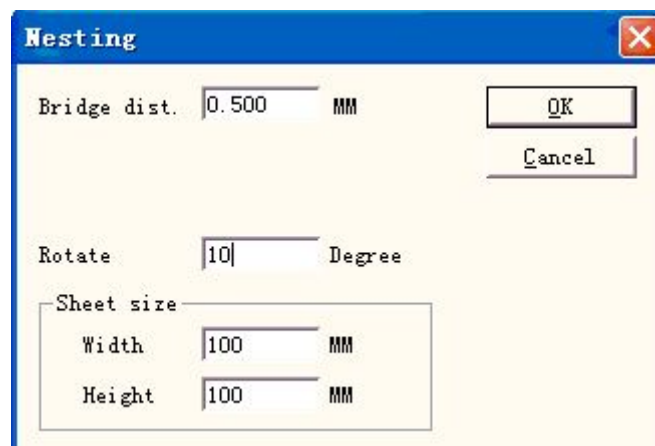 Nesting
Bridge dist. 0.500 MM OK
Cancel
Rotate 10 Degree
Sheet size
Width 100 MM
Height 100 MM